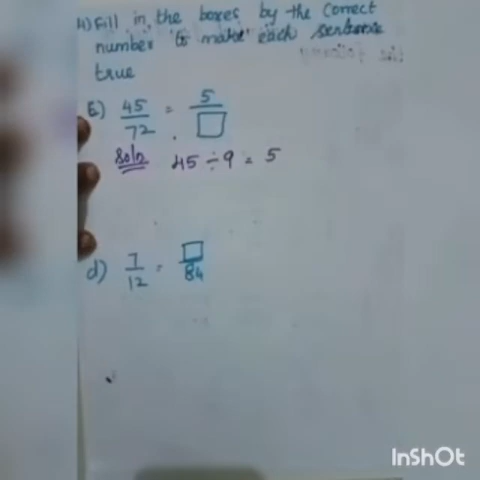 4) Fill in the boxes by the correct
number to make each sentence
true
C) 45/72 = 5/□
Soln 45 ÷ 9 = 5
d) 7/12 = □/84
InShOt